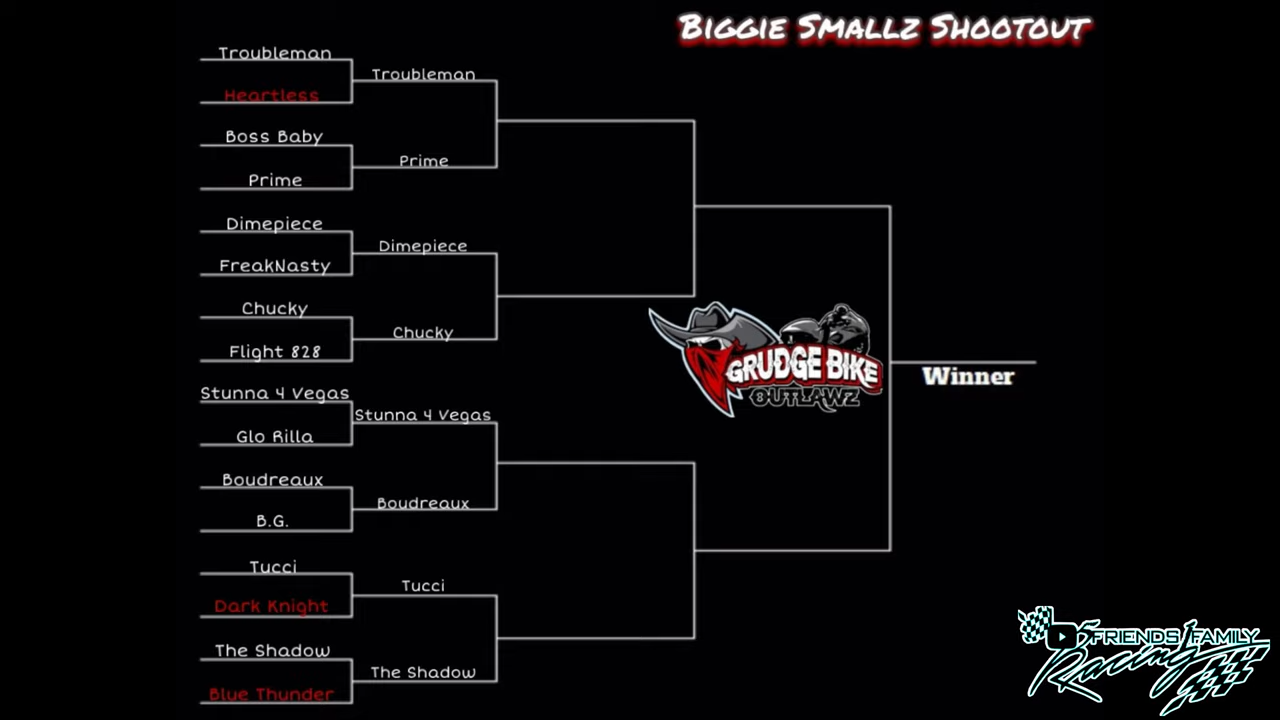 Biggie Smallz Shootout
Troubleman
Heartless
Boss Baby
Prime
Dimepiece
FreakNasty
Chucky
Flight 828
Stunna 4 Vegas
Glo Rilla
Boudreaux
B.G.
Tucci
Dark Knight
The Shadow
Blue Thunder
Troubleman
Prime
Dimepiece
Chucky
Stunna 4 Vegas
Boudreaux
Tucci
The Shadow
GRUDGE BIKE
OUTLAWZ
Winner
5FRIENDS1FAMILY
Racing